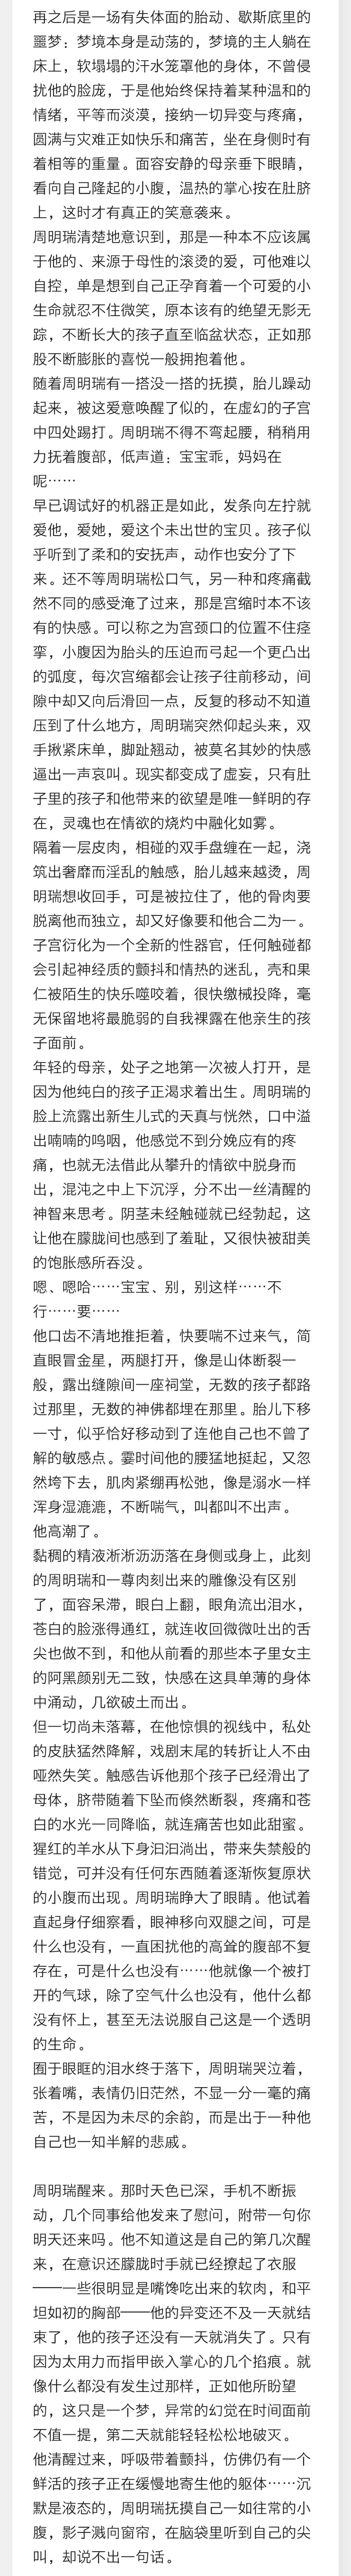 再之后是一场有失体面的胎动、歇斯底里的
噩梦：梦境本身是动荡的，梦境的主人躺在
床上，软塌塌的汗水笼罩他的身体，不曾侵
扰他的脸庞，于是他始终保持着某种温和的
情绪，平等而淡漠，接纳一切异变与疼痛，
圆满与灾难正如快乐和痛苦，坐在身侧时有
着相等的重量。面容安静的母亲垂下眼睛，
看向自己隆起的小腹，温热的掌心按在肚脐
上，这时才有真正的笑意袭来。
周明瑞清楚地意识到，那是一种本不应该属
于他的、来源于母性的滚烫的爱，可他难以
自控，单是想到自己正孕育着一个可爱的小
生命就忍不住微笑，原本该有的绝望无影无
踪，不断长大的孩子直至临盆状态，正如那
股不断膨胀的喜悦一般拥抱着他。
随着周明瑞有一搭没一搭的抚摸，胎儿躁动
起来，被这爱意唤醒了似的，在虚幻的子宫
中四处踢打。周明瑞不得不弯起腰，稍稍用
力抚着腹部，低声道：宝宝乖，妈妈在
呢……
早已调试好的机器正是如此，发条向左拧就
爱他，爱她，爱这个未出世的宝贝。孩子似
乎听到了柔和的安抚声，动作也安分了下
来。还不等周明瑞松口气，另一种和疼痛截
然不同的感受淹了过来，那是宫缩时本不该
有的快感。可以称之为宫颈口的位置不住痉
挛，小腹因为胎头的压迫而弓起一个更凸出
的弧度，每次宫缩都会让孩子往前移动，间
隙中却又向后滑回一点，反复的移动不知道
压到了什么地方，周明瑞突然仰起头来，双
手揪紧床单，脚趾翘动，被莫名其妙的快感
逼出一声哀叫。现实都变成了虚妄，只有肚
子里的孩子和他带来的欲望是唯一鲜明的存
在，灵魂也在情欲的烧灼中融化如雾。
隔着一层皮肉，相碰的双手盘缠在一起，浇
筑出奢靡而淫乱的触感，胎儿越来越烫，周
明瑞想收回手，可是被拉住了，他的骨肉要
脱离他而独立，却又好像要和他合二为一。
子宫衍化为一个全新的性器官，任何触碰都
会引起神经质的颤抖和情热的迷乱，壳和果
仁被陌生的快乐噬咬着，很快缴械投降，毫
无保留地将最脆弱的自我裸露在他亲生的孩
子面前。
年轻的母亲，处子之地第一次被人打开，是
因为他纯白的孩子正渴求着出生。周明瑞的
脸上流露出新生儿式的天真与恍然，口中溢
出喃喃的呜咽，他感觉不到分娩应有的疼
痛，也就无法借此从攀升的情欲中脱身而
出，混沌之中上下沉浮，分不出一丝清醒的
神智来思考。阴茎未经触碰就已经勃起，这
让他在朦胧间也感到了羞耻，又很快被甜美
的饱胀感所吞没。
嗯、嗯哈……宝宝、别，别这样……不
行……要……
他口齿不清地推拒着，快要喘不过来气，简
直眼冒金星，两腿打开，像是山体断裂一
般，露出缝隙间一座祠堂，无数的孩子都路
过那里，无数的神佛都埋在那里。胎儿下移
一寸，似乎恰好移动到了连他自己也不曾了
解的敏感点。霎时间他的腰猛地挺起，又忽
然垮下去，肌肉紧绷再松弛，像是溺水一样
浑身湿漉漉，不断喘气，叫都叫不出声。
他高潮了。
黏稠的精液淅淅沥沥落在身侧或身上，此刻
的周明瑞和一尊肉刻出来的雕像没有区别
了，面容呆滞，眼白上翻，眼角流出泪水，
苍白的脸涨得通红，就连收回微微吐出的舌
尖也做不到，和他从前看的那些本子里女主
的阿黑颜别无二致，快感在这具单薄的身体
中涌动，几欲破土而出。
但一切尚未落幕，在他惊惧的视线中，私处
的皮肤猛然降解，戏剧末尾的转折让人不由
哑然失笑。触感告诉他那个孩子已经滑出了
母体，脐带随着下坠而倏然断裂，疼痛和苍
白的水光一同降临，就连痛苦也如此甜蜜。
猩红的羊水从下身汩汩淌出，带来失禁般的
错觉，可并没有任何东西随着逐渐恢复原状
的小腹而出现。周明瑞睁大了眼睛。他试着
直起身仔细察看，眼神移向双腿之间，可是
什么也没有，一直困扰他的高耸的腹部不复
存在，可是什么也没有……他就像一个被打
开的气球，除了空气什么也没有，他什么都
没有怀上，甚至无法说服自己这是一个透明
的生命。
囿于眼眶的泪水终于落下，周明瑞哭泣着，
张着嘴，表情仍旧茫然，不显一分一毫的痛
苦，不是因为未尽的余韵，而是出于一种他
自己也一知半解的悲戚。
周明瑞醒来。那时天色已深，手机不断振
动，几个同事给他发来了慰问，附带一句你
明天还来吗。他不知道这是自己的第几次醒
来，在意识还朦胧时手就已经撩起了衣服
——一些很明显是嘴馋吃出来的软肉，和平
坦如初的胸部——他的异变还不及一天就结
束了，他的孩子还没有一天就消失了。只有
因为太用力而指甲嵌入掌心的几个掐痕。就
像什么都没有发生过那样，正如他所盼望
的，这只是一个梦，异常的幻觉在时间面前
不值一提，第二天就能轻轻松松地破灭。
他清醒过来，呼吸带着颤抖，仿佛仍有一个
鲜活的孩子正在缓慢地寄生他的躯体……沉
默是液态的，周明瑞抚摸自己一如往常的小
腹，影子溅向窗帘，在脑袋里听到自己的尖
叫，却说不出一句话。